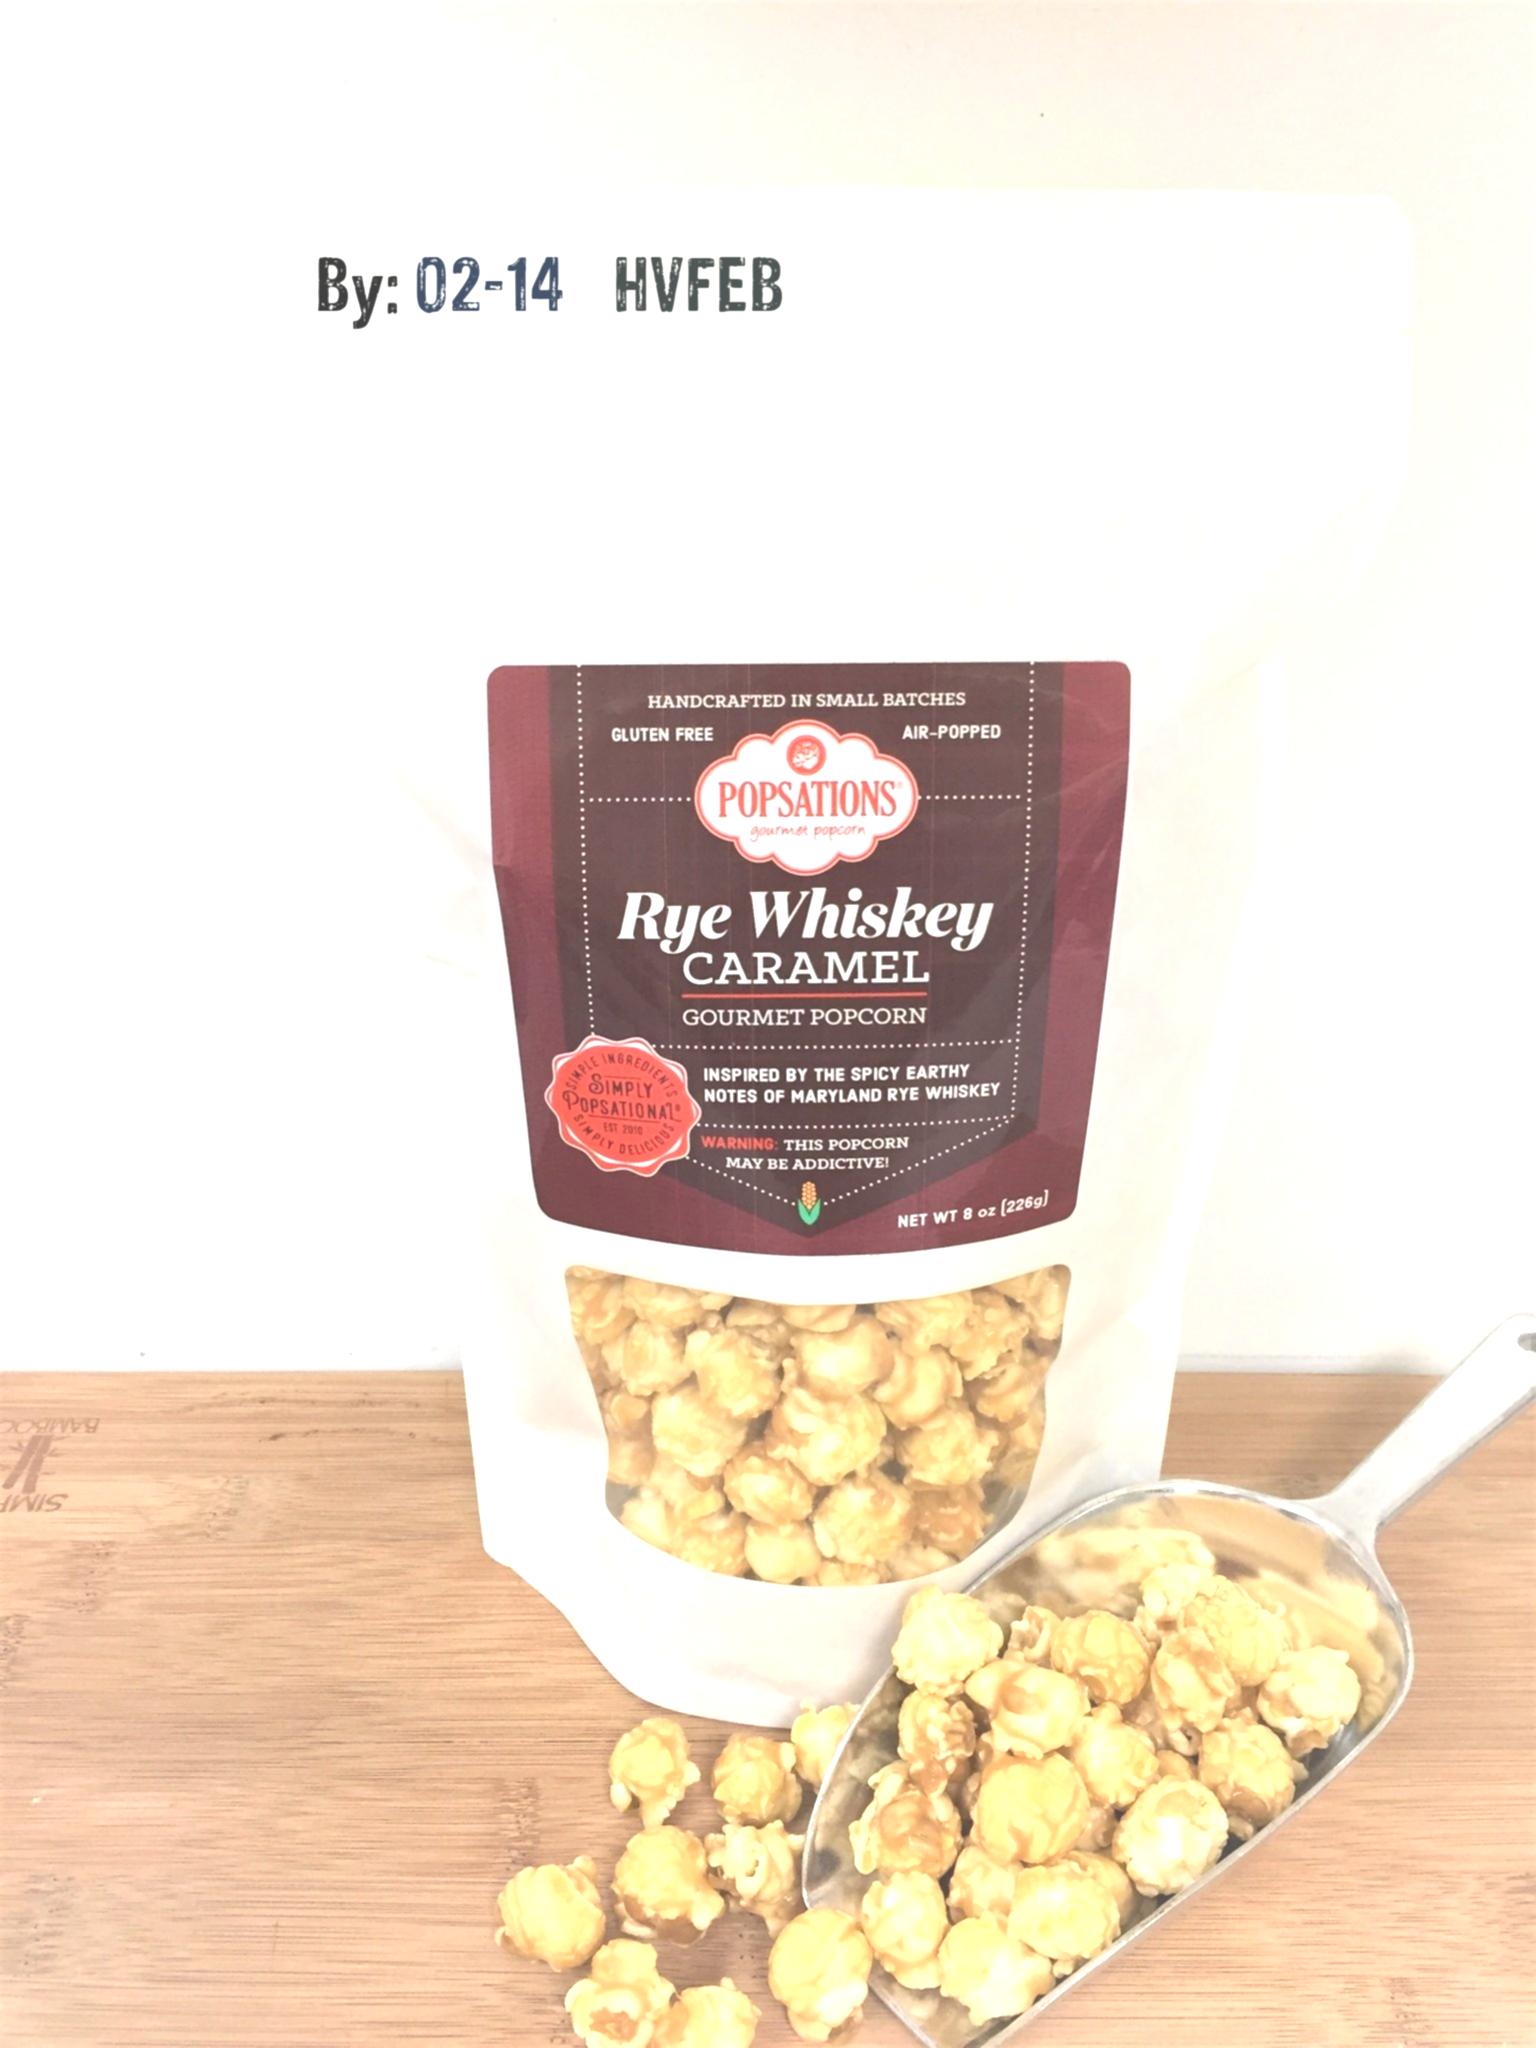 By: 02-14 HVFEB
HANDCRAFTED IN SMALL BATCHES
GLUTEN FREE
AIR-POPPED
POPSATIONS®
gourmet popcorn
Rye Whiskey
CARAMEL
GOURMET POPCORN
SIMPLE INGREDIENTS
SIMPLY
POPSATIONAL®
EST 2010
SIMPLY DELICIOUS
INSPIRED BY THE SPICY EARTHY
NOTES OF MARYLAND RYE WHISKEY
WARNING: THIS POPCORN
MAY BE ADDICTIVE!
NET WT 8 oz (226g)